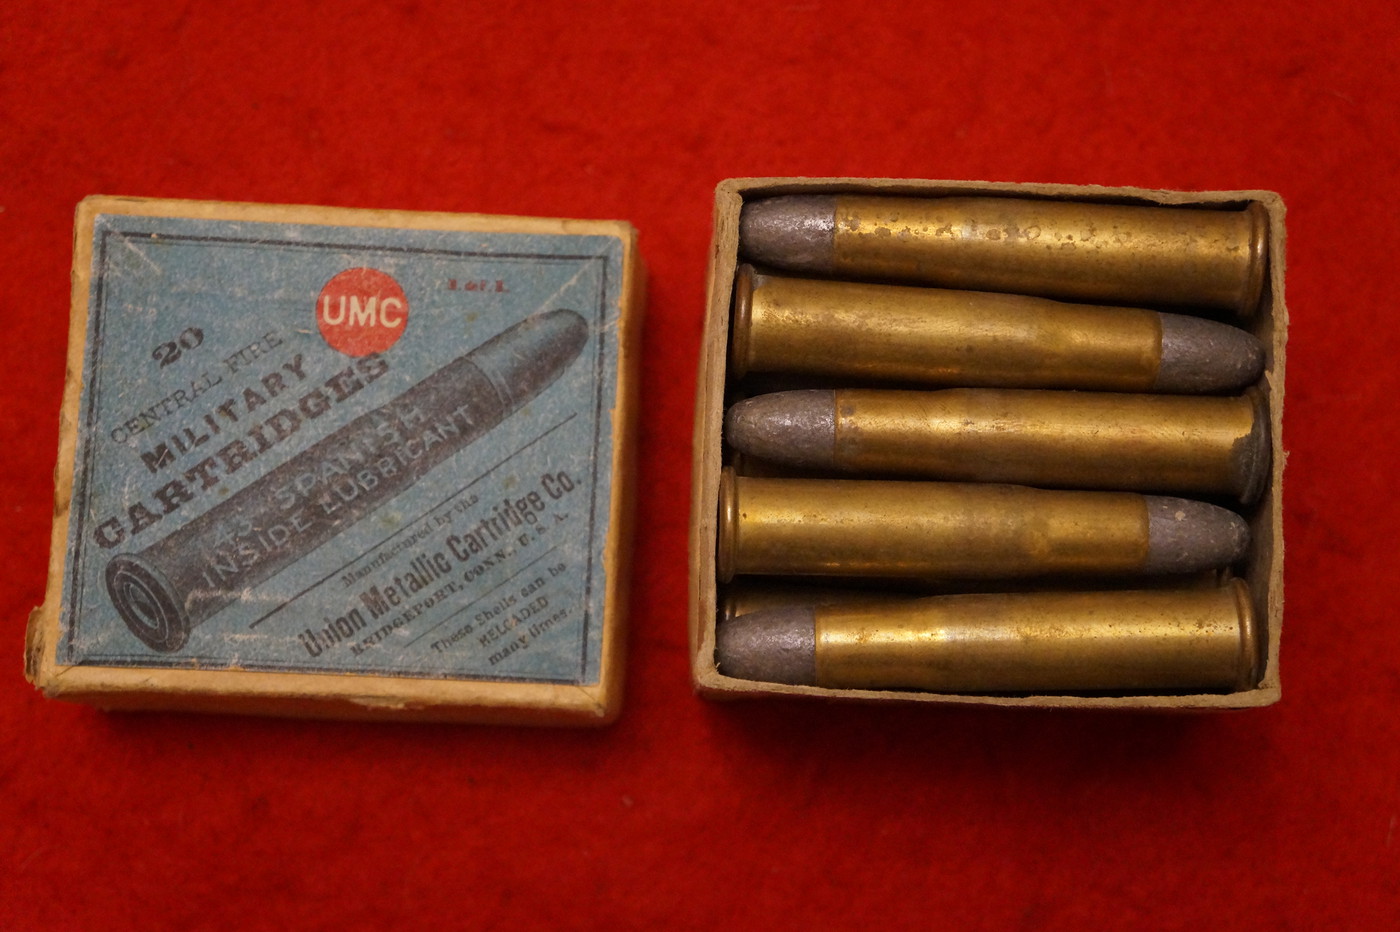 UMC
20
CENTRAL FIRE
MILITARY
CARTRIDGES
SPANISH
INSIDE LUBRICANT
Manufactured by the
Union Metallic Cartridge Co.
BRIDGEPORT, CONN., U. S. A.
These Shells can be
RELOADED
many times.